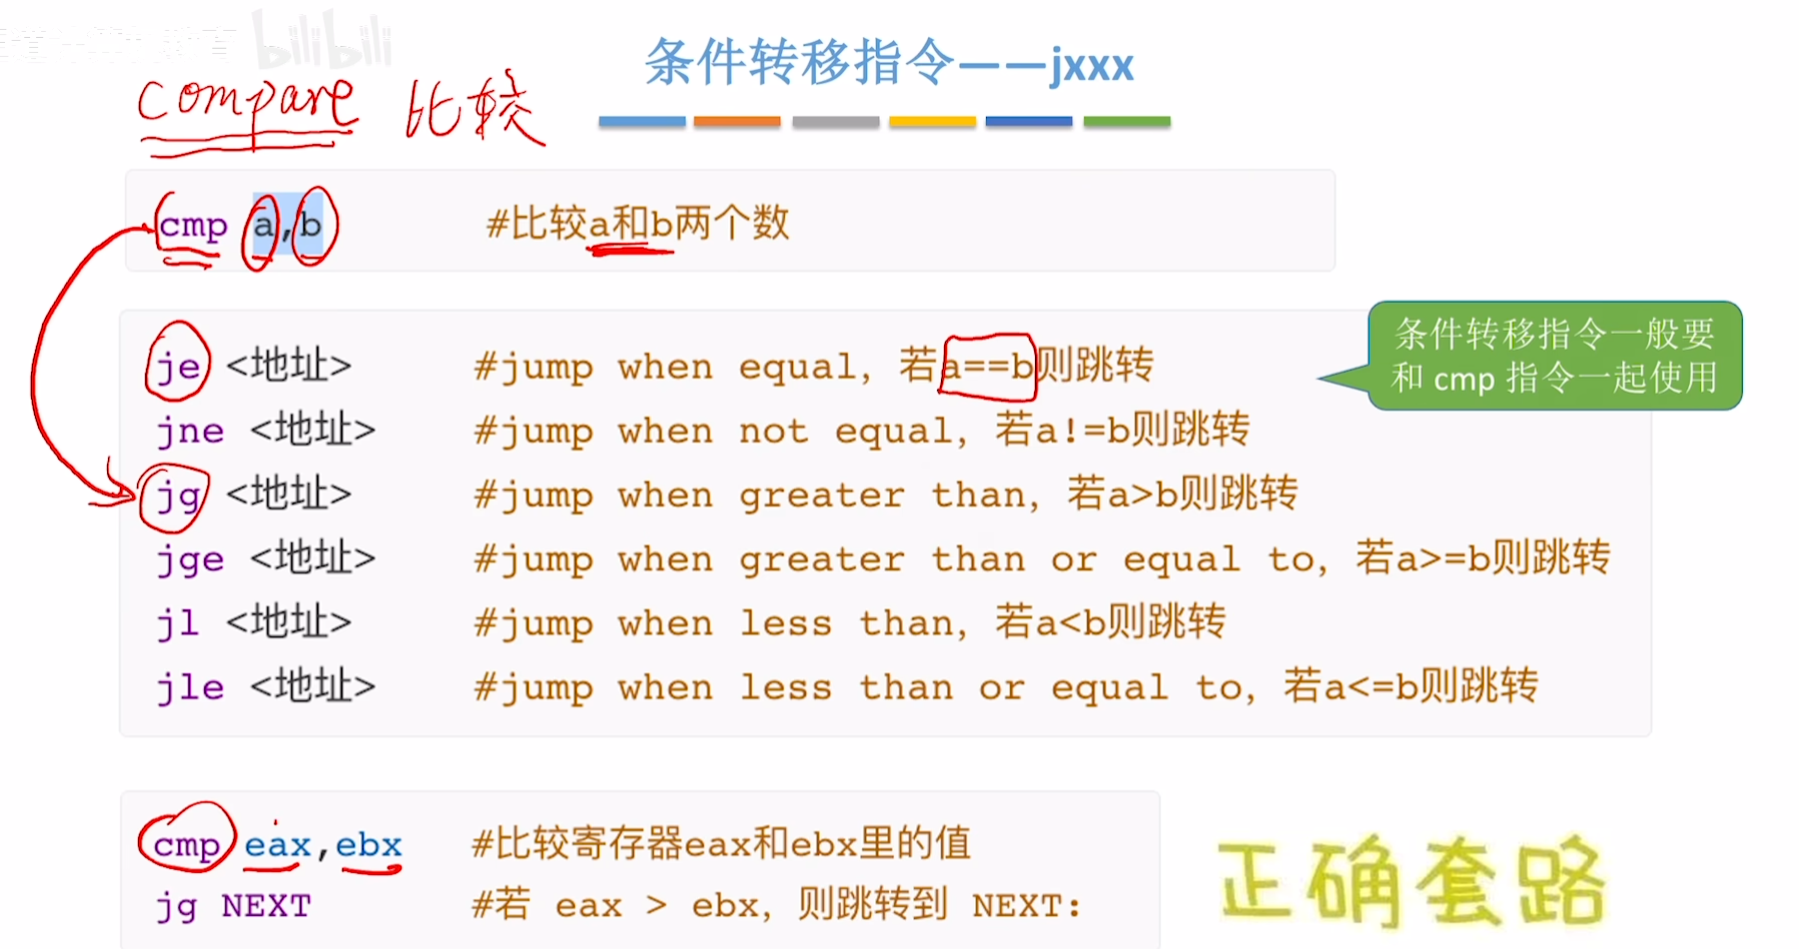 bilibili
条件转移指令——jxxx
compare 比较
cmp a,b #比较a和b两个数
条件转移指令一般要
和 cmp 指令一起使用
je <地址> #jump when equal, 若a==b则跳转
jne <地址> #jump when not equal, 若a!=b则跳转
jg <地址> #jump when greater than, 若a>b则跳转
jge <地址> #jump when greater than or equal to, 若a>=b则跳转
jl <地址> #jump when less than, 若a<b则跳转
jle <地址> #jump when less than or equal to, 若a<=b则跳转
cmp eax,ebx #比较寄存器eax和ebx里的值
jg NEXT #若 eax > ebx, 则跳转到 NEXT:
正确套路